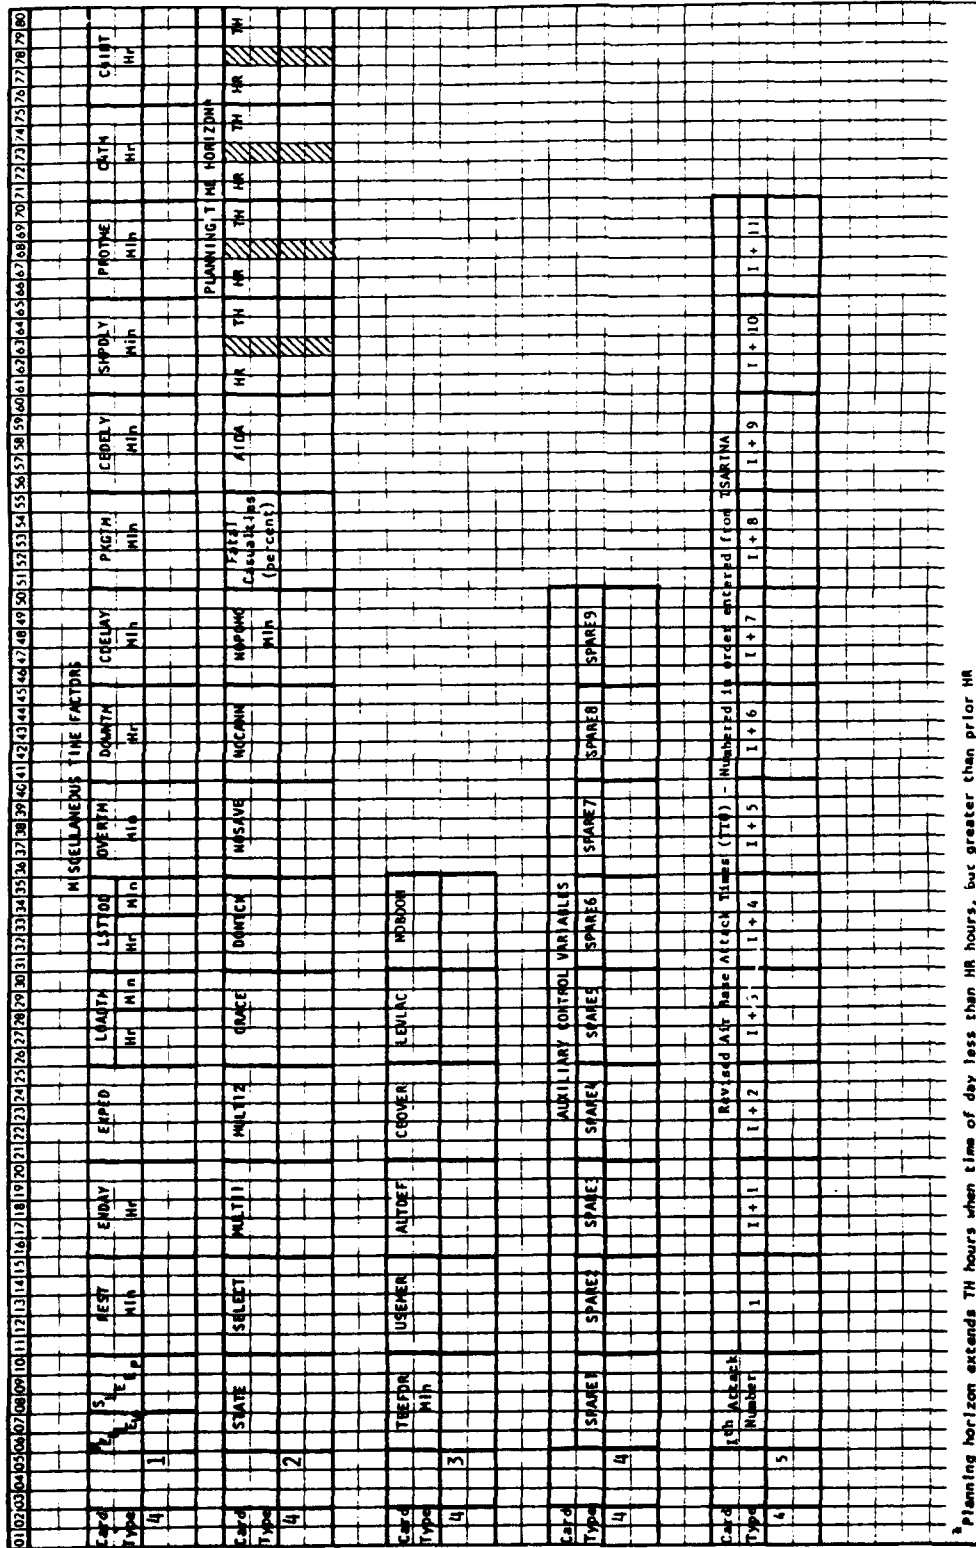 01 02 03 04 05 06 07 08 09 10 11 12 13 14 15 16 17 18 19 20 21 22 23 24 25 26 27 28 29 30 31 32 33 34 35 36 37 38 39 40 41 42 43 44 45 46 47 48 49 50 51 52 53 54 55 56 57 58 59 60 61 62 63 64 65 66 67 68 69 70 71 72 73 74 75 76 77 78 79 80
MISCELLANEOUS TIME FACTORS
Card SLEEP REST ENDAY EXPED LOADTM LSTTOD OVERTM DOWNTM CDELAY PKGTM CEDELY SHPDLY PROTME CATM CAINT
Type Min Hr Hr Min Hr Min Min Hr Min Min Min Min Min Hr Hr
4 1
PLANNING TIME HORIZON*
Card STATE SELECT MULTI1 MULTI2 GRACE DONTCK NOSAVE NOCANN NOPOMO Fatal AIDA HR TH HR TH HR TH HR TH
Type Min Casualties
4 2 (percent)
Card TBEFOR USEMER ALTDEF CEOVER LEVLAC NOBOOM
Type Min
4 3
AUXILIARY CONTROL VARIABLES
Card SPARE1 SPARE2 SPARE3 SPARE4 SPARE5 SPARE6 SPARE7 SPARE8 SPARE9
Type
4 4
Card Ith Attack Revised Air Base Attack Times (TTU) - Numbered in order entered from TSARINA
Type Number I I + 1 I + 2 I + 3 I + 4 I + 5 I + 6 I + 7 I + 8 I + 9 I + 10 I + 11
4 5
*Planning horizon extends TH hours when time of day less than HR hours, but greater than prior HR